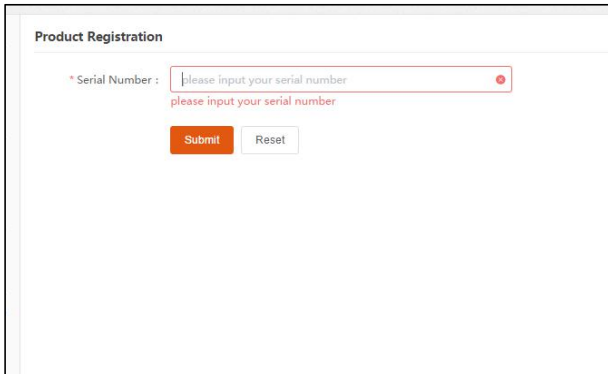 Product Registration
* Serial Number :
please input your serial number
please input your serial number
Submit
Reset